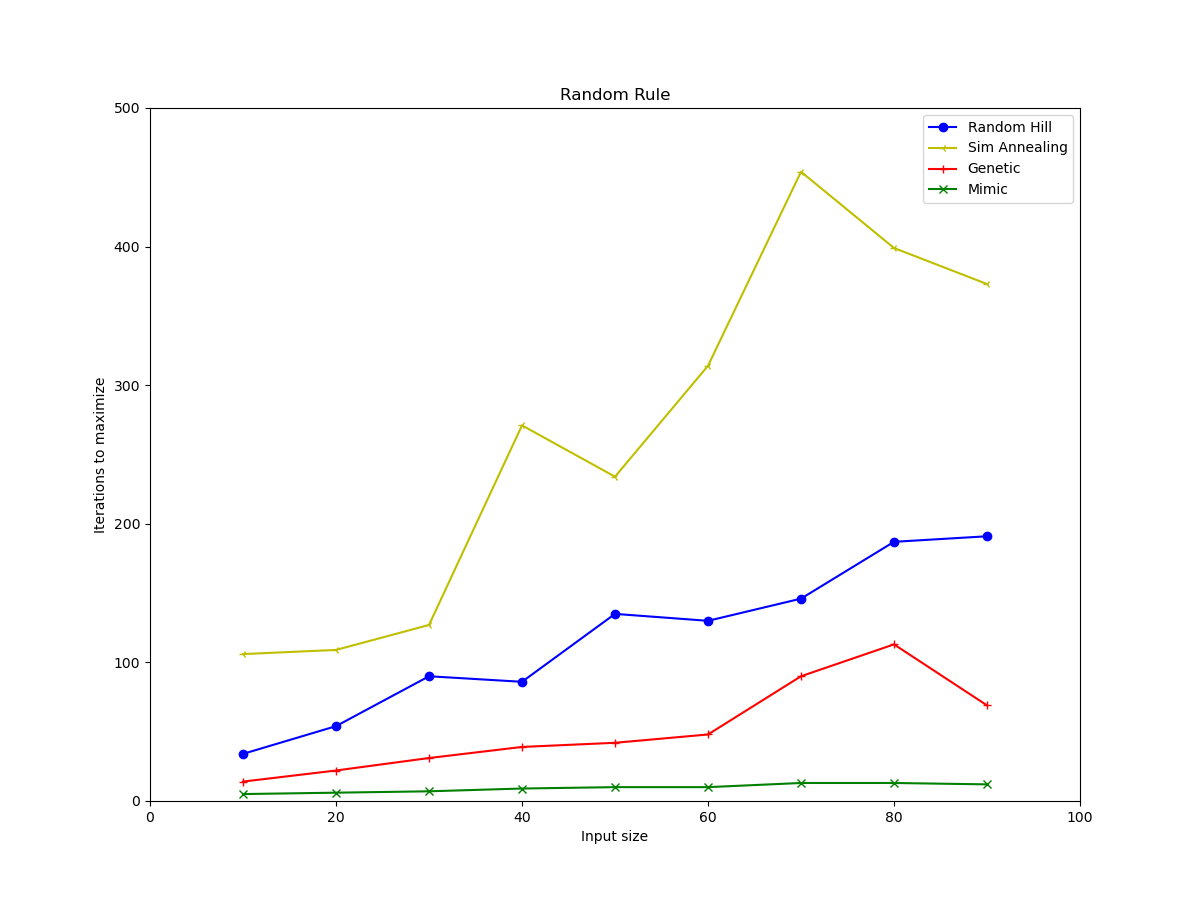 Random Rule
500
400
300
200
100
0
Iterations to maximize
Random Hill
Sim Annealing
Genetic
Mimic
0 20 40 60 80 100
Input size